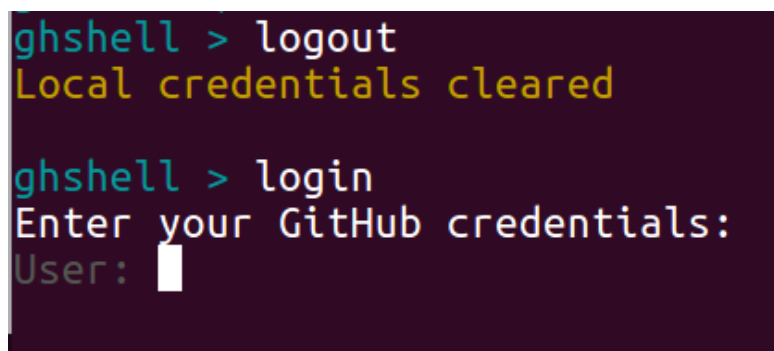 ghshell > logout
Local credentials cleared
ghshell > login
Enter your GitHub credentials:
User: